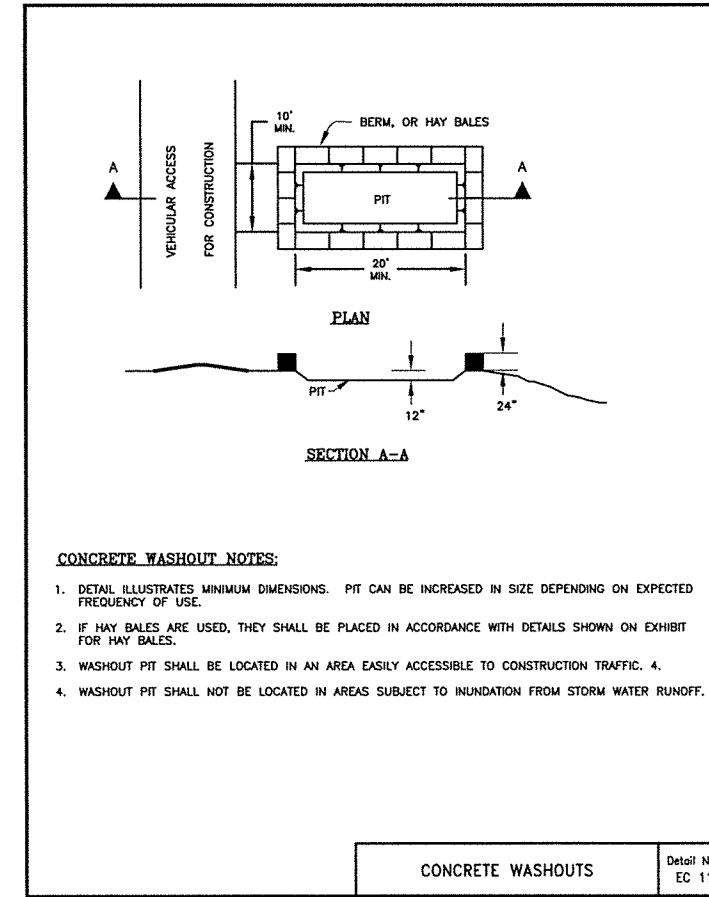 10'
MIN.
BERM, OR HAY BALES
A
A
VEHICULAR ACCESS
FOR CONSTRUCTION
PIT
20'
MIN.
PLAN
PIT
12"
24"
SECTION A-A
CONCRETE WASHOUT NOTES:
1. DETAIL ILLUSTRATES MINIMUM DIMENSIONS. PIT CAN BE INCREASED IN SIZE DEPENDING ON EXPECTED
FREQUENCY OF USE.
2. IF HAY BALES ARE USED, THEY SHALL BE PLACED IN ACCORDANCE WITH DETAILS SHOWN ON EXHIBIT
FOR HAY BALES.
3. WASHOUT PIT SHALL BE LOCATED IN AN AREA EASILY ACCESSIBLE TO CONSTRUCTION TRAFFIC. 4.
4. WASHOUT PIT SHALL NOT BE LOCATED IN AREAS SUBJECT TO INUNDATION FROM STORM WATER RUNOFF.
CONCRETE WASHOUTS
Detail N
EC 11